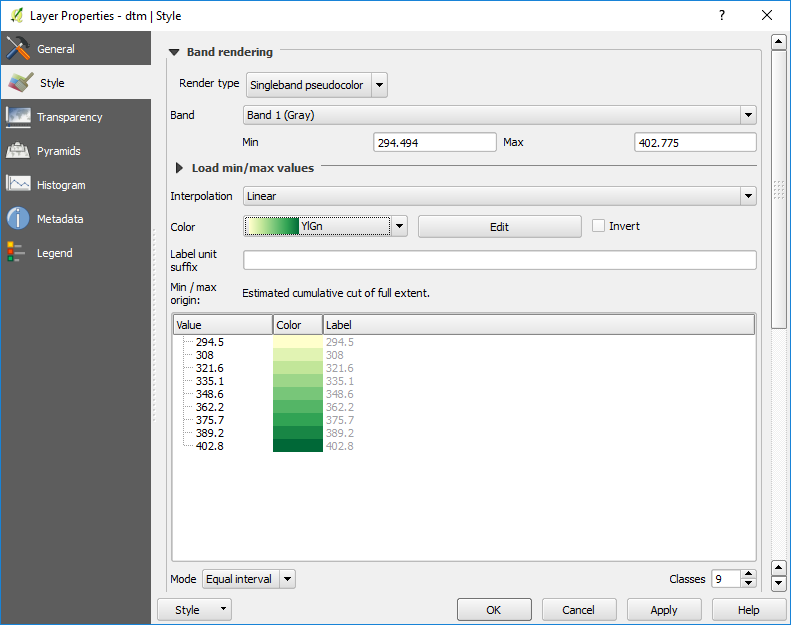 Layer Properties - dtm | Style
?
General
Style
Transparency
Pyramids
Histogram
Metadata
Legend
Band rendering
Render type Singleband pseudocolor
Band Band 1 (Gray)
Min 294.494 Max 402.775
Load min/max values
Interpolation Linear
Color YlGn Edit Invert
Label unit
suffix
Min / max
origin: Estimated cumulative cut of full extent.
Value Color Label
294.5 294.5
308 308
321.6 321.6
335.1 335.1
348.6 348.6
362.2 362.2
375.7 375.7
389.2 389.2
402.8 402.8
Mode Equal interval Classes 9
Style OK Cancel Apply Help